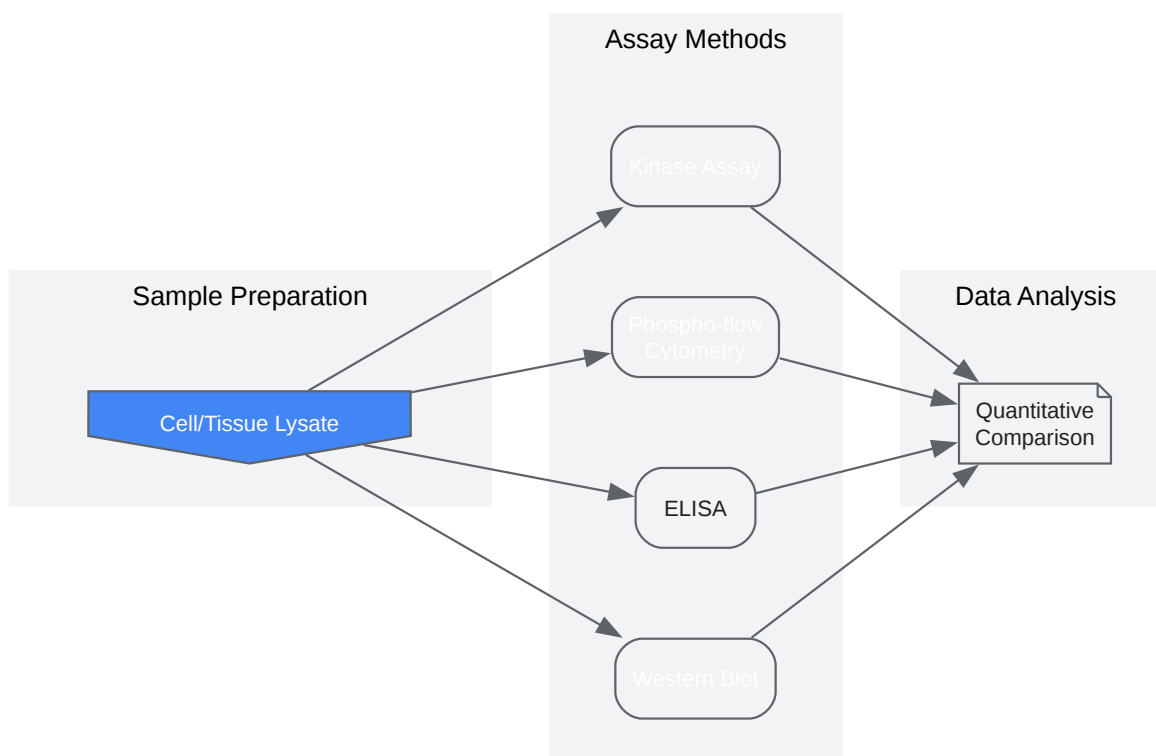 Assay Methods
Kinase Assay
Sample Preparation
Data Analysis
Phospho-flow
Cytometry
Cell/Tissue Lysate
Quantitative
Comparison
ELISA
Western Blot